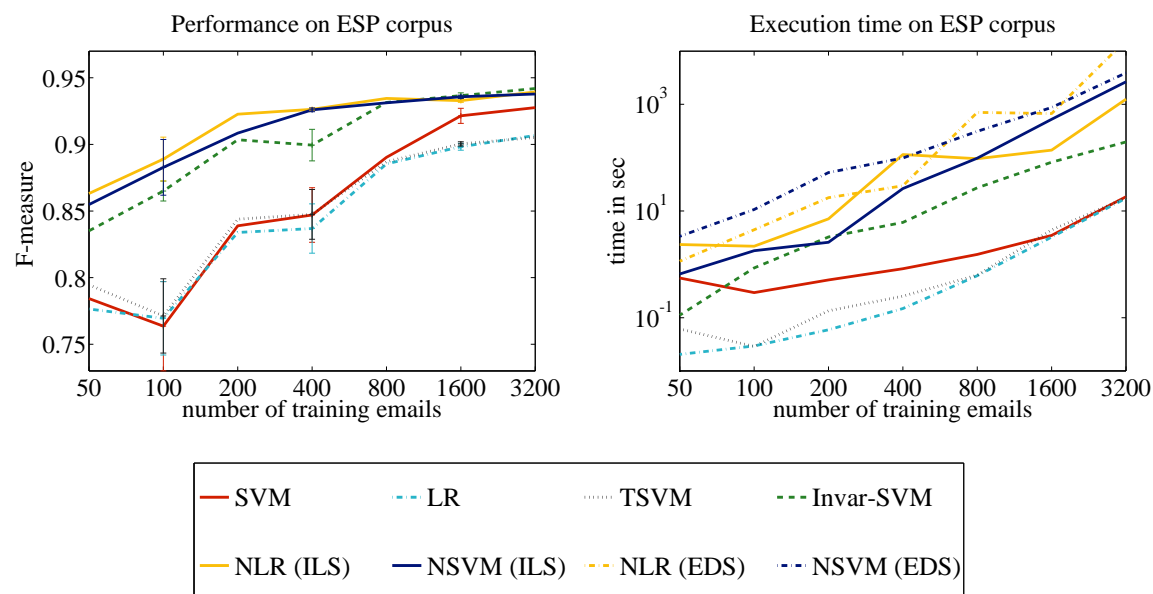 Performance on ESP corpus
F-measure
0.95
0.9
0.85
0.8
0.75
50 100 200 400 800 1600 3200
number of training emails
Execution time on ESP corpus
time in sec
10^3
10^1
10^-1
50 100 200 400 800 1600 3200
number of training emails
SVM LR TSVM Invar-SVM
NLR (ILS) NSVM (ILS) NLR (EDS) NSVM (EDS)